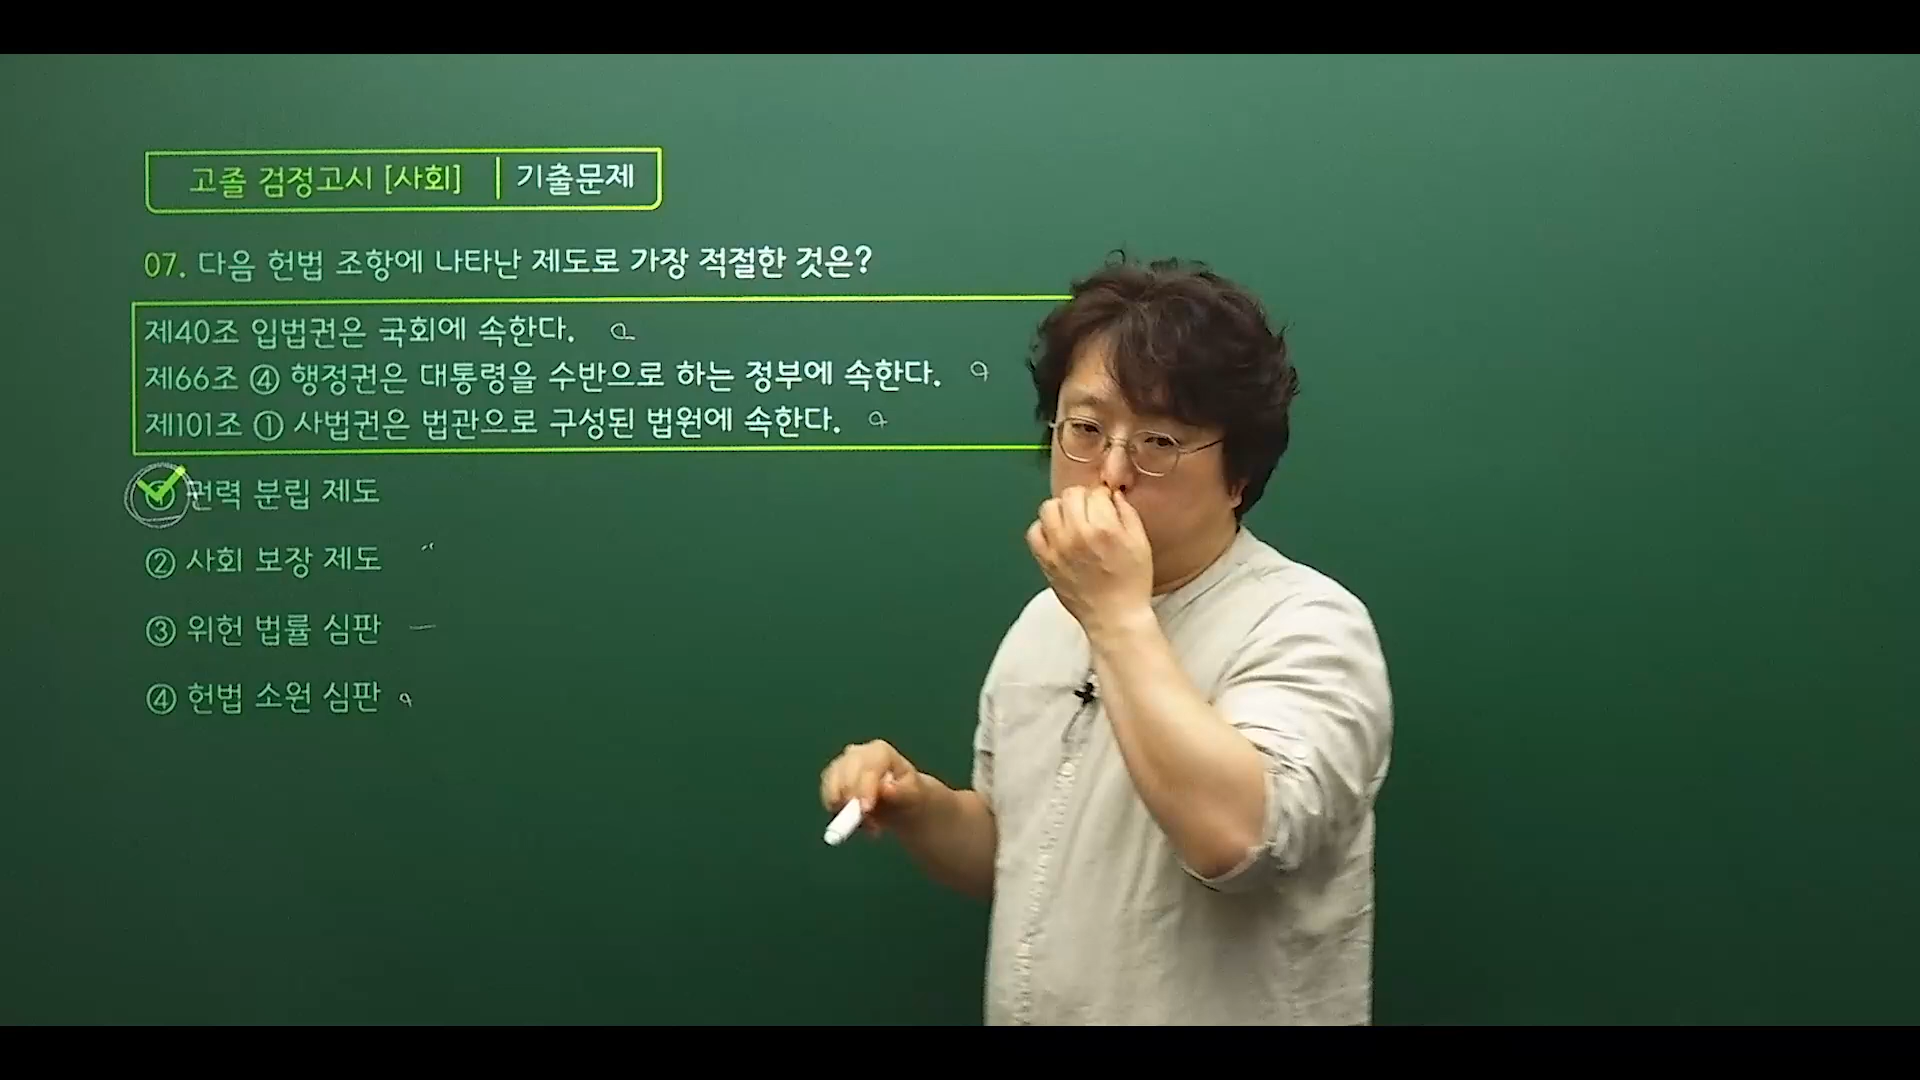 고졸 검정고시 [사회] 기출문제
07. 다음 헌법 조항에 나타난 제도로 가장 적절한 것은?
제40조 입법권은 국회에 속한다.
제66조 ④ 행정권은 대통령을 수반으로 하는 정부에 속한다.
제101조 ① 사법권은 법관으로 구성된 법원에 속한다.
① 권력 분립 제도
② 사회 보장 제도
③ 위헌 법률 심판
④ 헌법 소원 심판